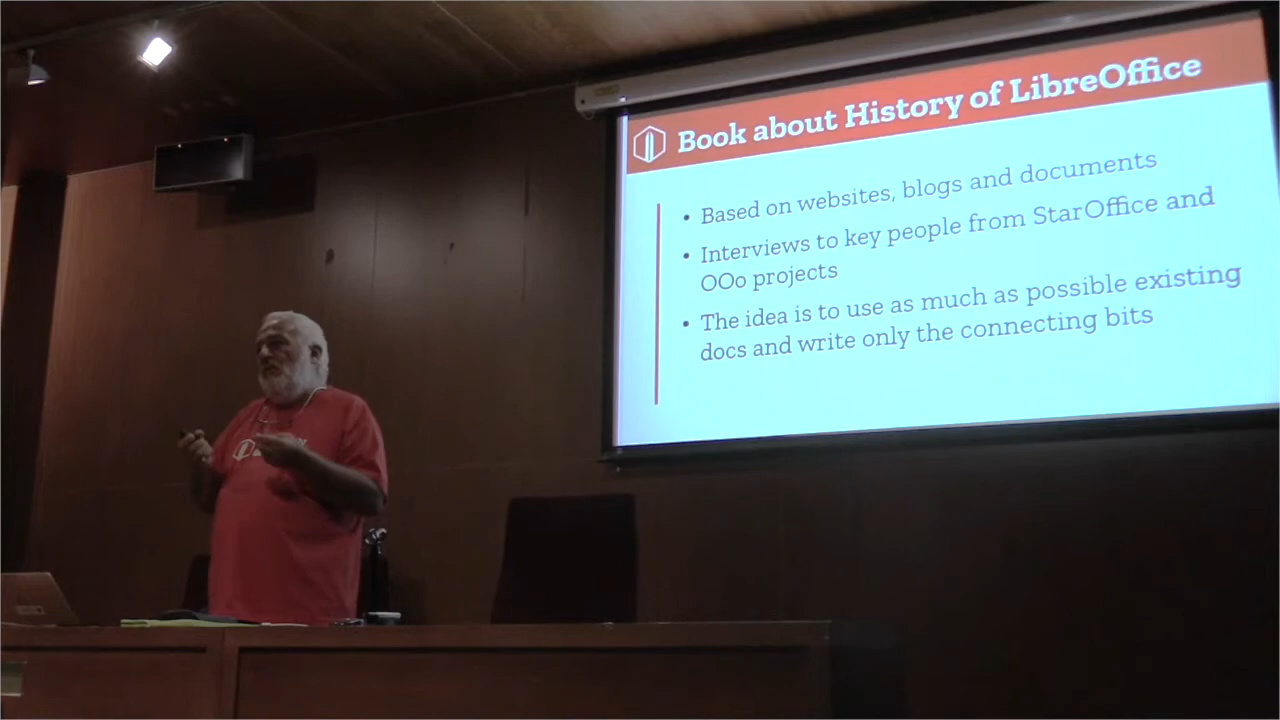 Book about History of LibreOffice
• Based on websites, blogs and documents
• Interviews to key people from StarOffice and
OOo projects
• The idea is to use as much as possible existing
docs and write only the connecting bits